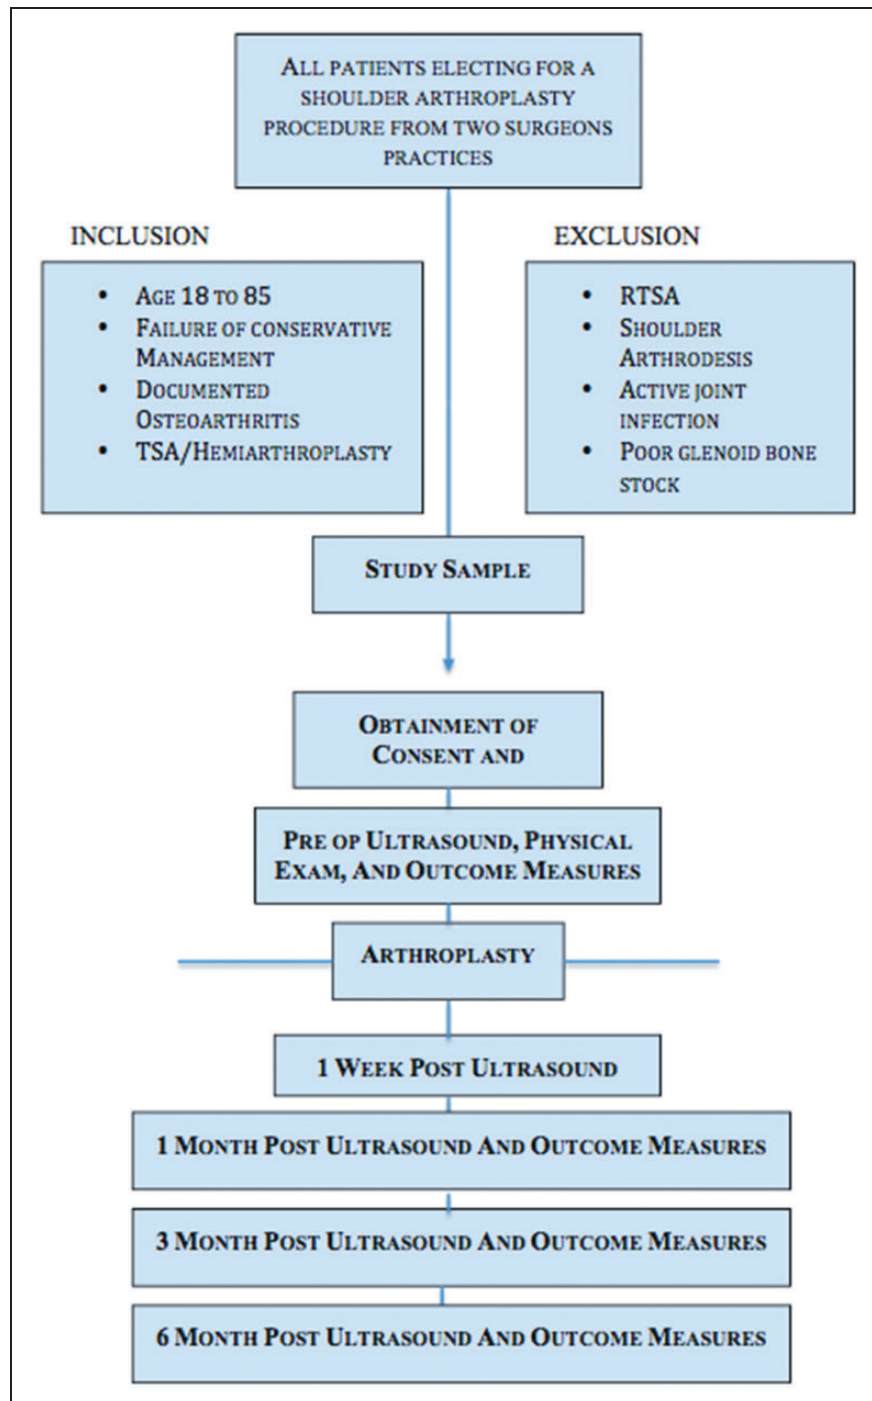 ALL PATIENTS ELECTING FOR A
SHOULDER ARTHROPLASTY
PROCEDURE FROM TWO SURGEONS
PRACTICES
INCLUSION
• AGE 18 TO 85
• FAILURE OF CONSERVATIVE
MANAGEMENT
• DOCUMENTED
OSTEOARTHRITIS
• TSA/HEMIARTHROPLASTY
EXCLUSION
• RTSA
• SHOULDER
ARTHRODESIS
• ACTIVE JOINT
INFECTION
• POOR GLENOID BONE
STOCK
STUDY SAMPLE
OBTAINMENT OF
CONSENT AND
PRE OP ULTRASOUND, PHYSICAL
EXAM, AND OUTCOME MEASURES
ARTHROPLASTY
1 WEEK POST ULTRASOUND
1 MONTH POST ULTRASOUND AND OUTCOME MEASURES
3 MONTH POST ULTRASOUND AND OUTCOME MEASURES
6 MONTH POST ULTRASOUND AND OUTCOME MEASURES